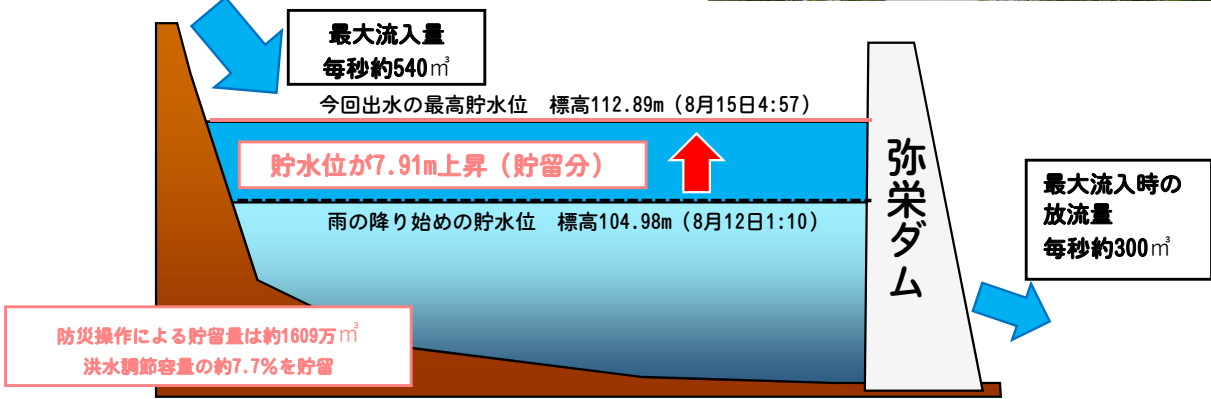 最大流入量
毎秒約540㎥
今回出水の最高貯水位　標高112.89m（8月15日4:57）
貯水位が7.91m上昇（貯留分）
雨の降り始めの貯水位　標高104.98m（8月12日1:10）
弥栄ダム
最大流入時の
放流量
毎秒約300㎥
防災操作による貯留量は約1609万㎥
洪水調節容量の約7.7%を貯留